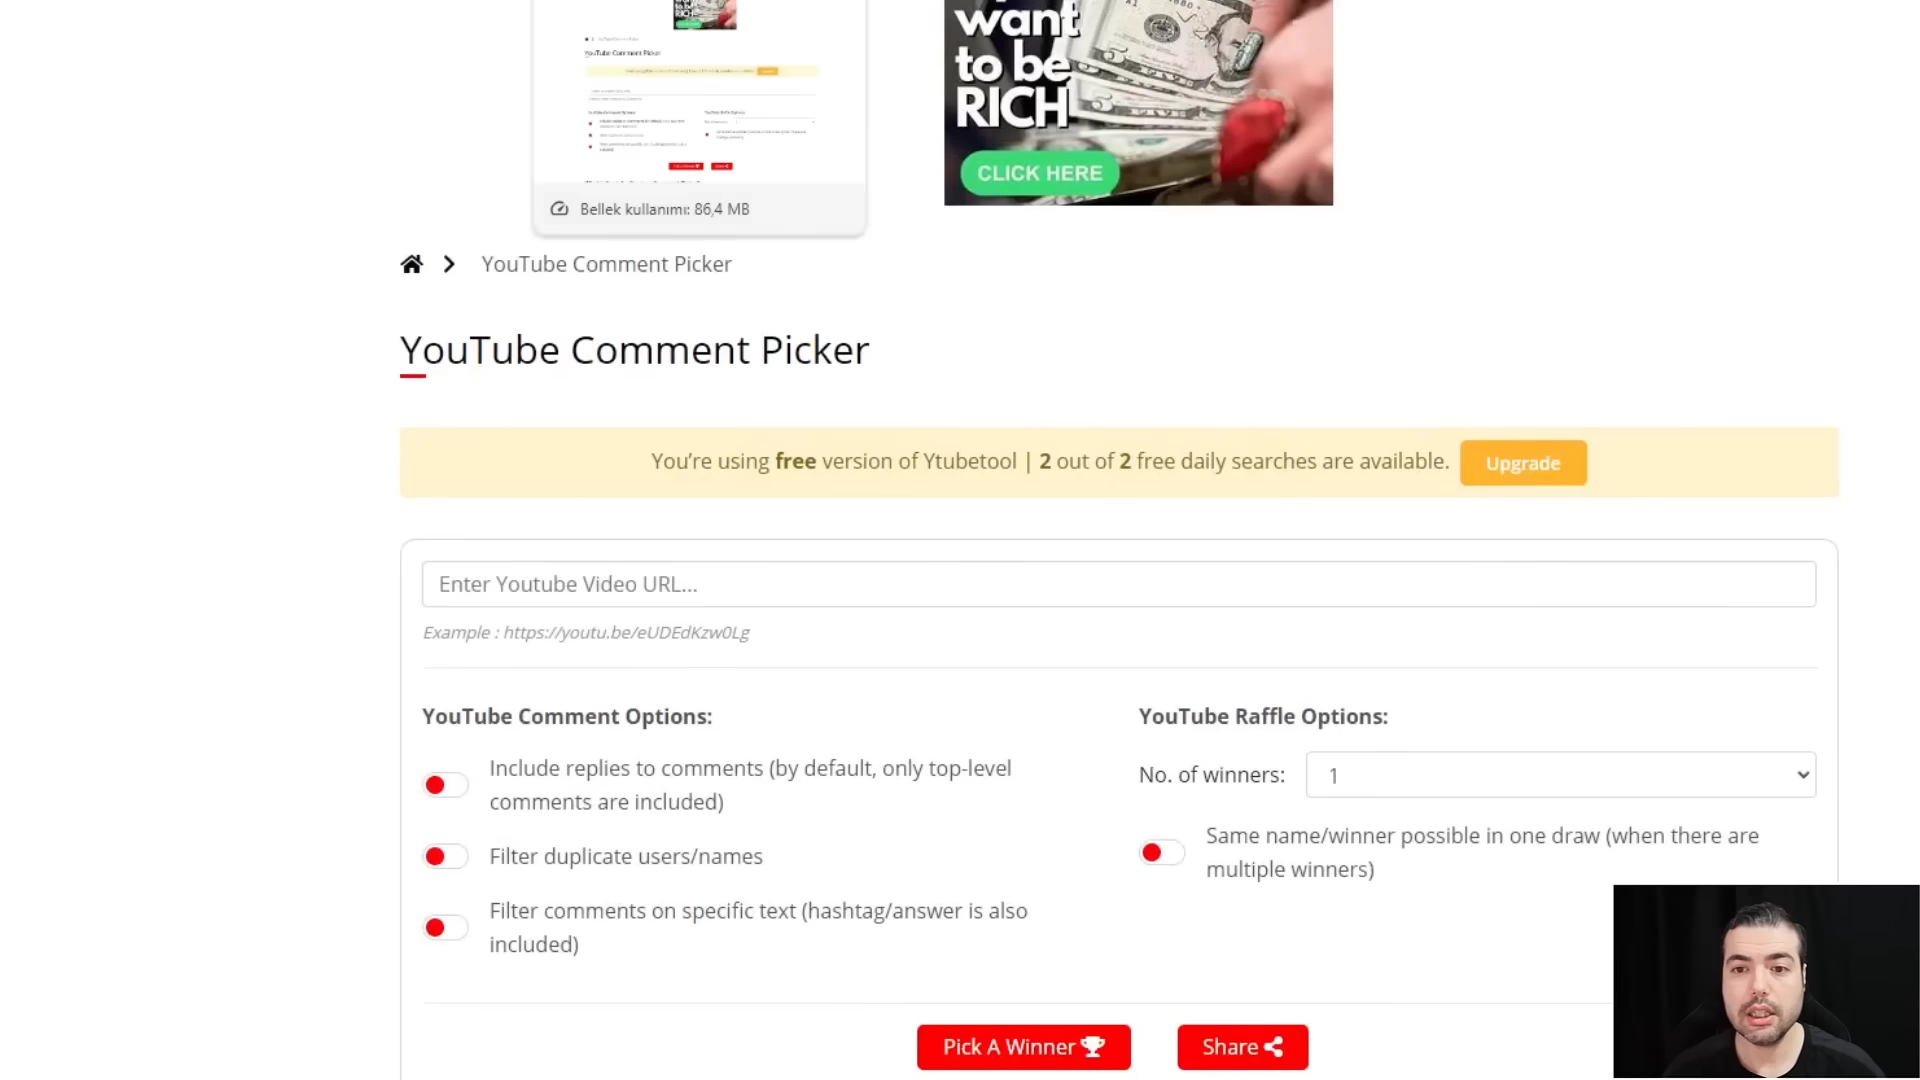 want
to be
RICH
CLICK HERE
YouTube Comment Picker
Bellek kullanımı: 86,4 MB
YouTube Comment Picker
YouTube Comment Picker
You're using free version of Ytubetool | 2 out of 2 free daily searches are available. Upgrade
Enter Youtube Video URL...
Example : https://youtu.be/eUDEdKzw0Lg
YouTube Comment Options:
Include replies to comments (by default, only top-level
comments are included)
Filter duplicate users/names
Filter comments on specific text (hashtag/answer is also
included)
YouTube Raffle Options:
No. of winners: 1
Same name/winner possible in one draw (when there are
multiple winners)
Pick A Winner
Share